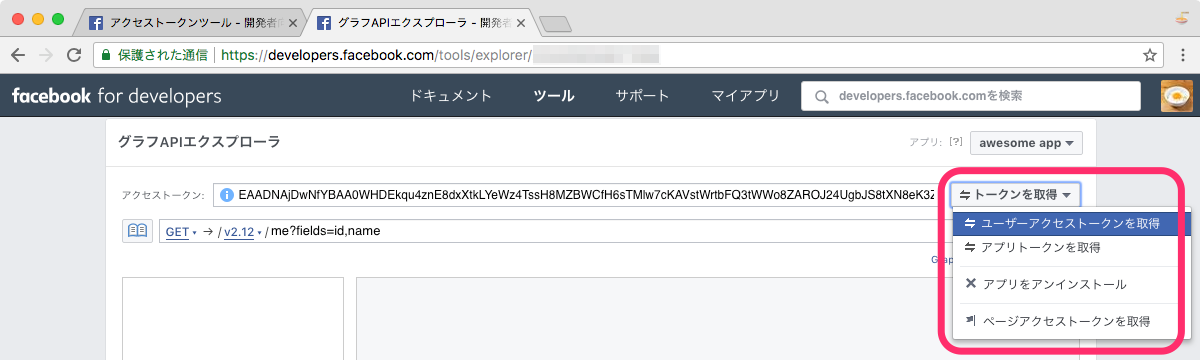 アクセストークンツール - 開発者
グラフAPIエクスプローラ - 開発者
保護された通信 https://developers.facebook.com/tools/explorer/
facebook for developers ドキュメント ツール サポート マイアプリ developers.facebook.comを検索
グラフAPIエクスプローラ アプリ: [?] awesome app
アクセストークン: EAADNAjDwNfYBAA0WHDEkqu4znE8dxXtkLYeWz4TssH8MZBWCfH6sTMlw7cKAVstWrtbFQ3tWWo8ZAROJ24UgbJS8tXN8eK3Z トークンを取得
GET → / v2.12 / me?fields=id,name
ユーザーアクセストークンを取得
アプリトークンを取得
アプリをアンインストール
ページアクセストークンを取得